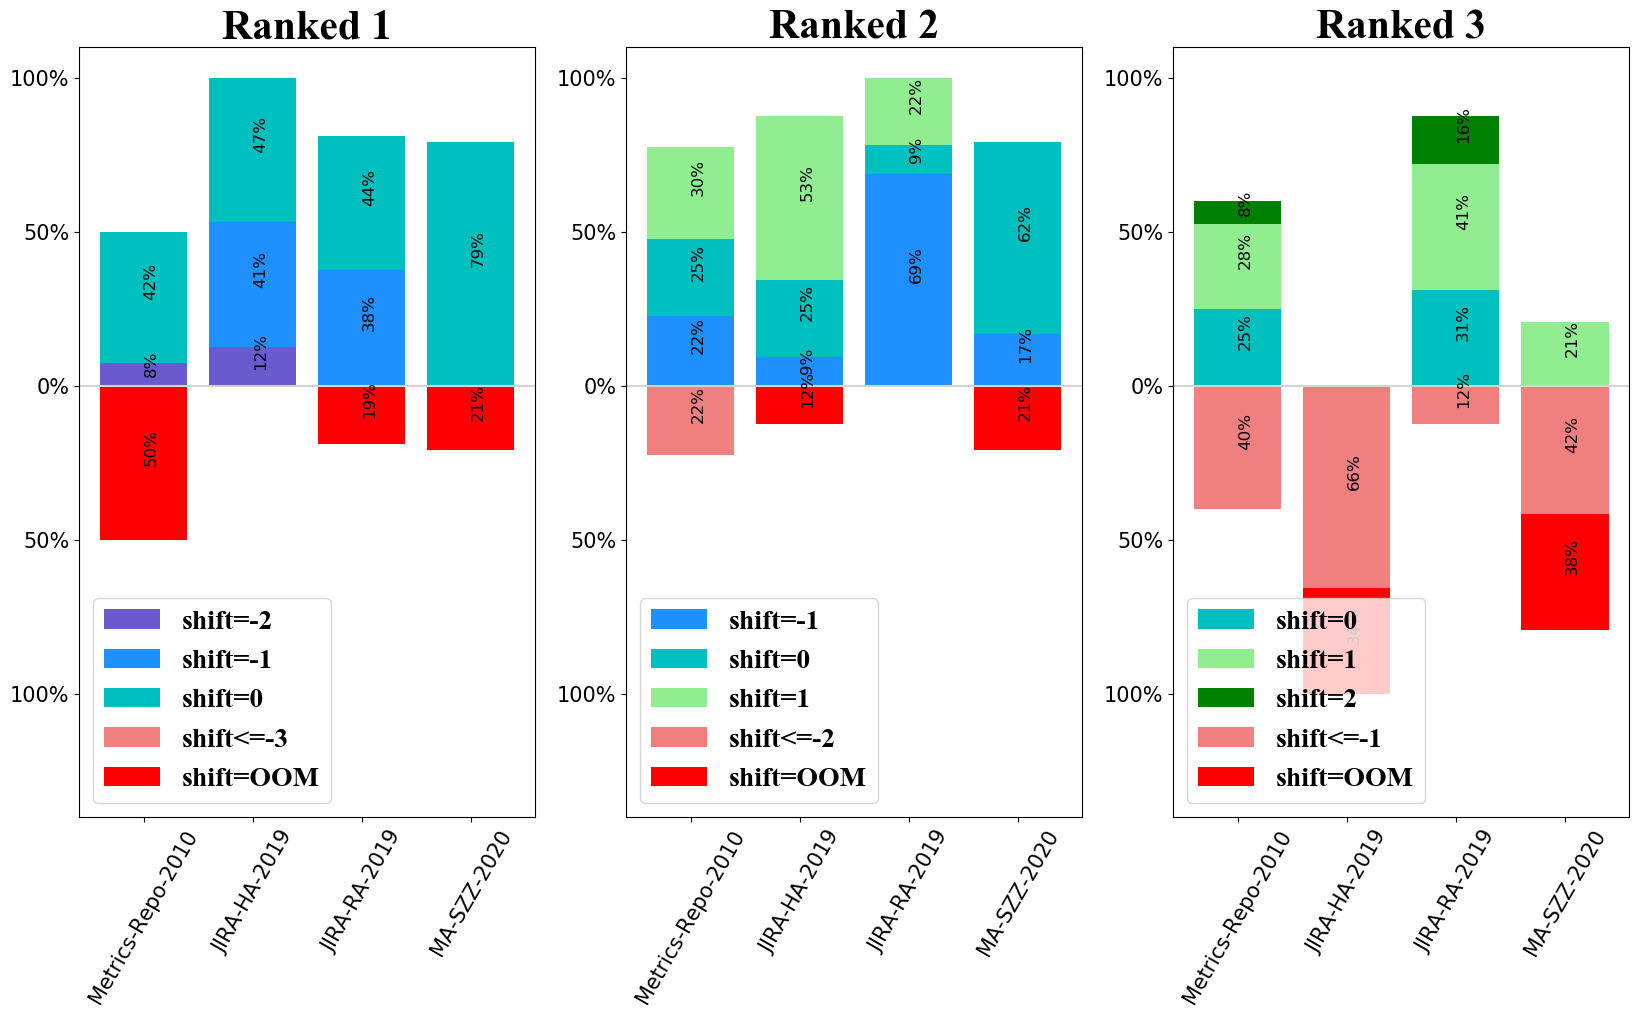 Ranked 1
100%
50%
0%
50%
100%
47%
44%
42%
41%
79%
38%
8%
12%
50%
19%
21%
shift=-2
shift=-1
shift=0
shift<=-3
shift=OOM
Metrics-Repo-2010
JIRA-HA-2019
JIRA-RA-2019
MA-SZZ-2020
Ranked 2
100%
50%
0%
50%
100%
30%
53%
22%
9%
62%
25%
25%
69%
22%
9%
17%
22%
12%
21%
shift=-1
shift=0
shift=1
shift<=-2
shift=OOM
Metrics-Repo-2010
JIRA-HA-2019
JIRA-RA-2019
MA-SZZ-2020
Ranked 3
100%
50%
0%
50%
100%
16%
8%
41%
28%
25%
31%
21%
40%
66%
12%
42%
38%
shift=0
shift=1
shift=2
shift<=-1
shift=OOM
Metrics-Repo-2010
JIRA-HA-2019
JIRA-RA-2019
MA-SZZ-2020